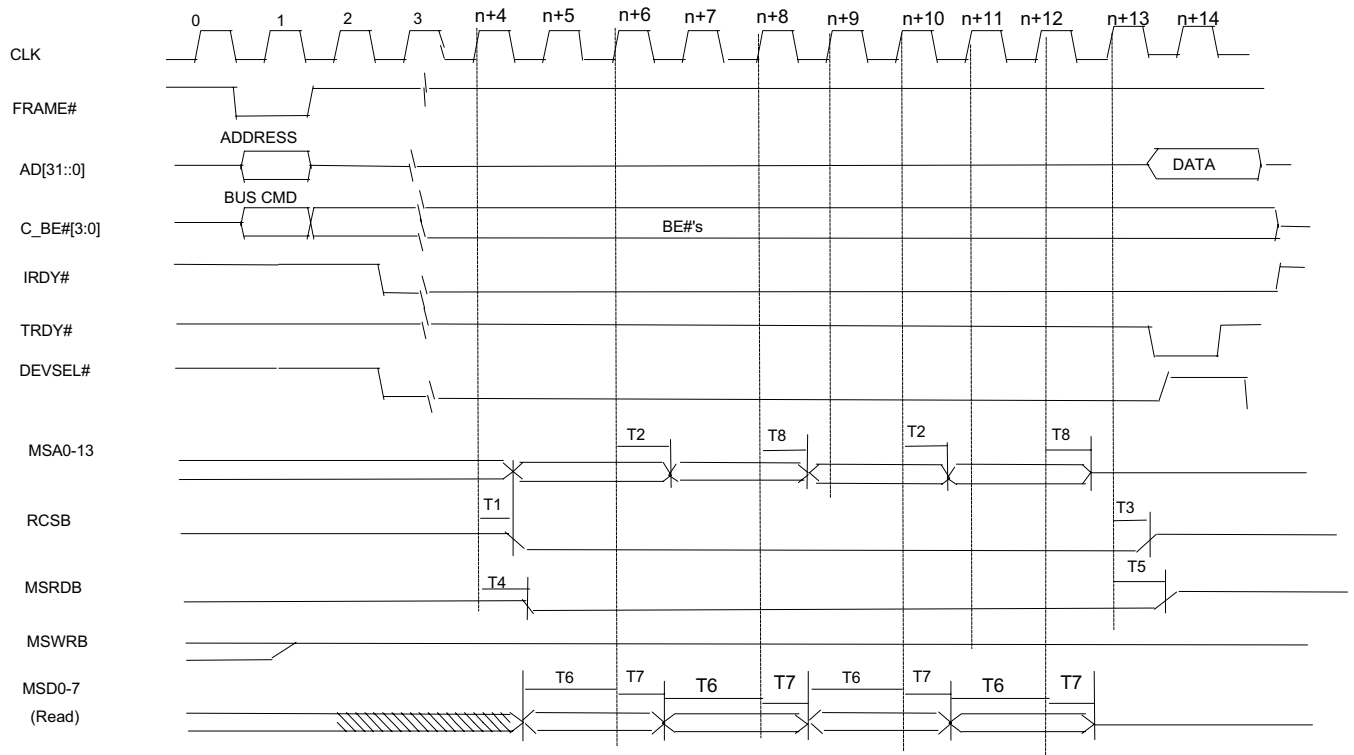 0 1 2 3 n+4 n+5 n+6 n+7 n+8 n+9 n+10 n+11 n+12 n+13 n+14
CLK
FRAME#
ADDRESS
AD[31::0] DATA
BUS CMD
C_BE#[3:0] BE#'s
IRDY#
TRDY#
DEVSEL#
T2 T8 T2 T8
MSA0-13
T1 T3
RCSB
T4 T5
MSRDB
MSWRB
T6 T7 T6 T7 T6 T7 T6 T7
MSD0-7
(Read)